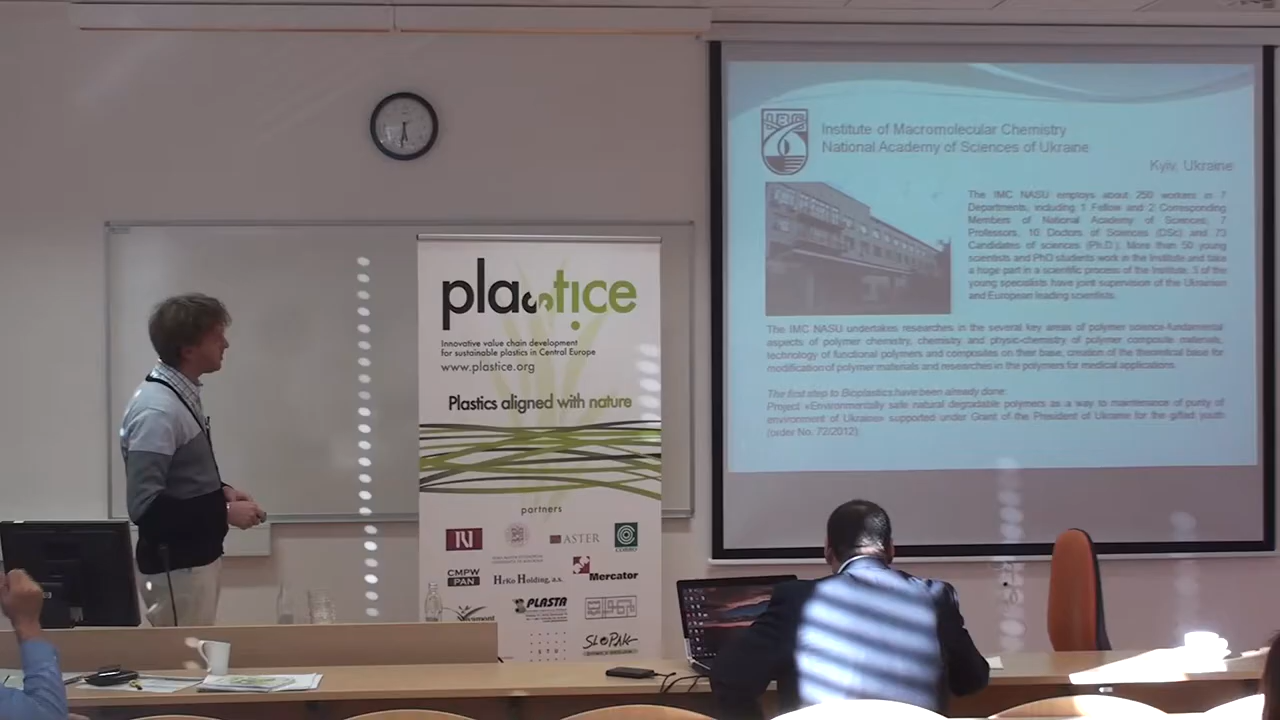 plastice
Innovative value chain development
for sustainable plastics in Central Europe
www.plastice.org
Plastics aligned with nature
partners
ASTER
CMPW
PAN
HrKo Holding, a.s.
Mercator
PLASTA
SLOPAK
Institute of Macromolecular Chemistry
National Academy of Sciences of Ukraine
Kyiv, Ukraine
The IMC NASU employs about 250 workers in 7
Departments, including 1 Fellow and 2 Corresponding
Members of National Academy of Sciences, 7
Professors, 10 Doctors of Sciences (DSc) and 73
Candidates of sciences (Ph.D.). More than 50 young
scientists and PhD students work in the Institute and take
a huge part in a scientific process of the Institute. 3 of the
young specialists have joint supervision of the Ukrainian
and European leading scientists.
The IMC NASU undertakes researches in the several key areas of polymer science-fundamental
aspects of polymer chemistry, chemistry and physic-chemistry of polymer composite materials,
technology of functional polymers and composites on their base, creation of the theoretical base for
modification of polymer materials and researches in the polymers for medical applications.
The first step to Bioplastics have been already done:
Project «Environmentally safe natural degradable polymers as a way to maintenance of purity of
environment of Ukraine» supported under Grant of the President of Ukraine for the gifted youth
(order No. 72/2012)